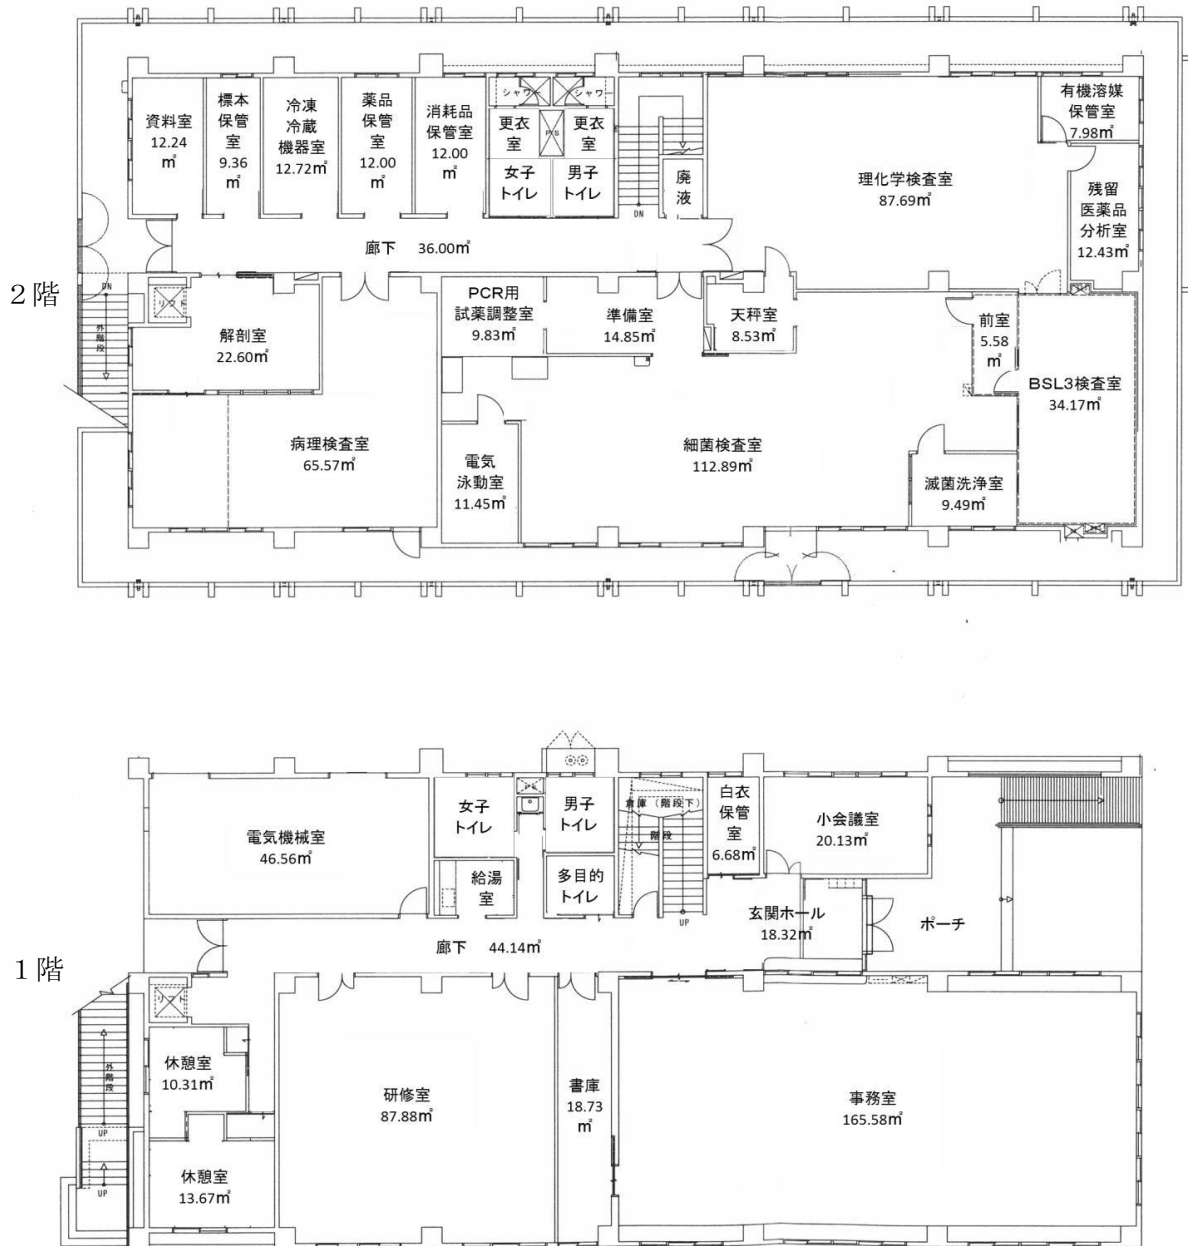 2階
資料室
12.24
㎡
標本
保管
室
9.36
㎡
冷凍
冷蔵
機器室
12.72㎡
薬品
保管
室
12.00
㎡
消耗品
保管室
12.00
㎡
シャワー
シャワー
更衣
室
P/S
更衣
室
女子
トイレ
男子
トイレ
DN
廃
液
理化学検査室
87.69㎡
有機溶媒
保管室
7.98㎡
残留
医薬品
分析室
12.43㎡
廊下 36.00㎡
DN
外階段
リフト
解剖室
22.60㎡
PCR用
試薬調整室
9.83㎡
準備室
14.85㎡
天秤室
8.53㎡
前室
5.58
㎡
BSL3検査室
34.17㎡
病理検査室
65.57㎡
電気
泳動室
11.45㎡
細菌検査室
112.89㎡
滅菌洗浄室
9.49㎡
1階
電気機械室
46.56㎡
女子
トイレ
PS
男子
トイレ
給湯
室
多目的
トイレ
倉庫(階段下)
階段
UP
白衣
保管
室
6.68㎡
小会議室
20.13㎡
玄関ホール
18.32㎡
ポーチ
廊下 44.14㎡
リフト
外階段
UP
UP
休憩室
10.31㎡
休憩室
13.67㎡
研修室
87.88㎡
書庫
18.73
㎡
事務室
165.58㎡